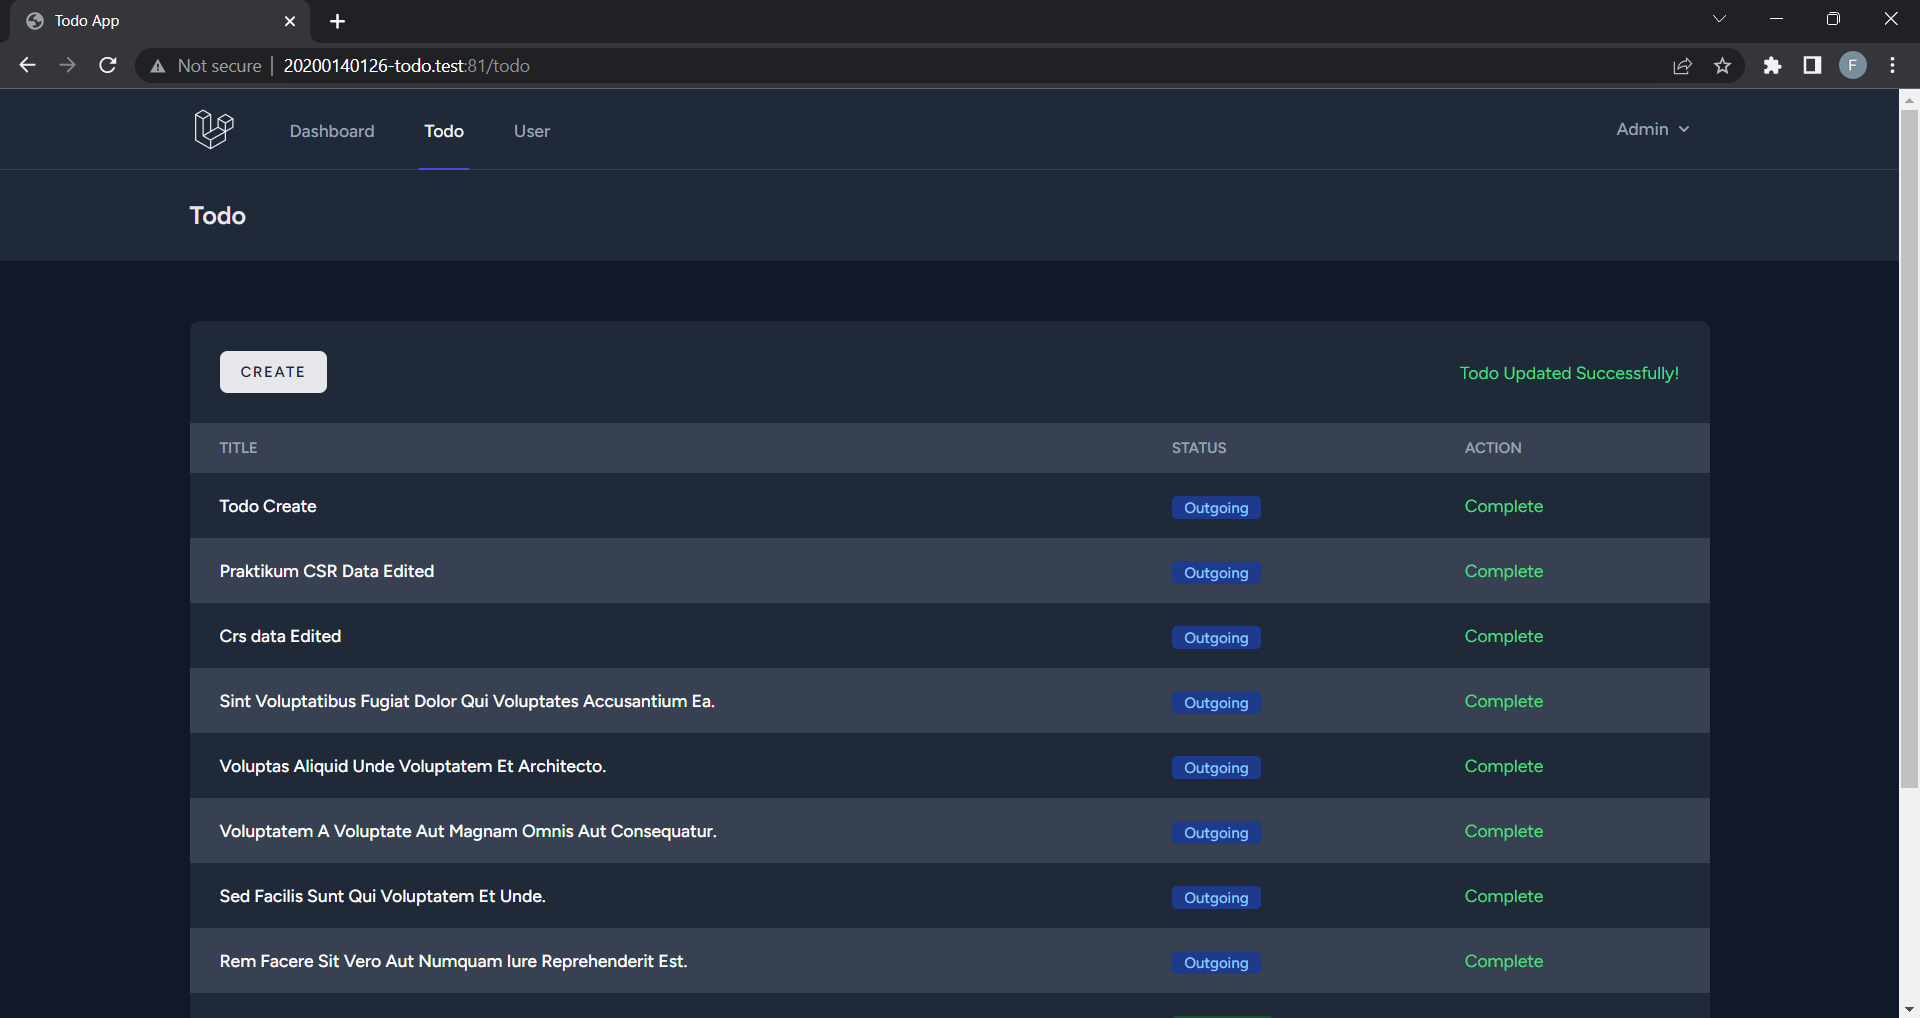 Todo App
Not secure 20200140126-todo.test:81/todo
F
Dashboard Todo User Admin
Todo
CREATE Todo Updated Successfully!
TITLE STATUS ACTION
Todo Create Outgoing Complete
Praktikum CSR Data Edited Outgoing Complete
Crs data Edited Outgoing Complete
Sint Voluptatibus Fugiat Dolor Qui Voluptates Accusantium Ea. Outgoing Complete
Voluptas Aliquid Unde Voluptatem Et Architecto. Outgoing Complete
Voluptatem A Voluptate Aut Magnam Omnis Aut Consequatur. Outgoing Complete
Sed Facilis Sunt Qui Voluptatem Et Unde. Outgoing Complete
Rem Facere Sit Vero Aut Numquam Iure Reprehenderit Est. Outgoing Complete